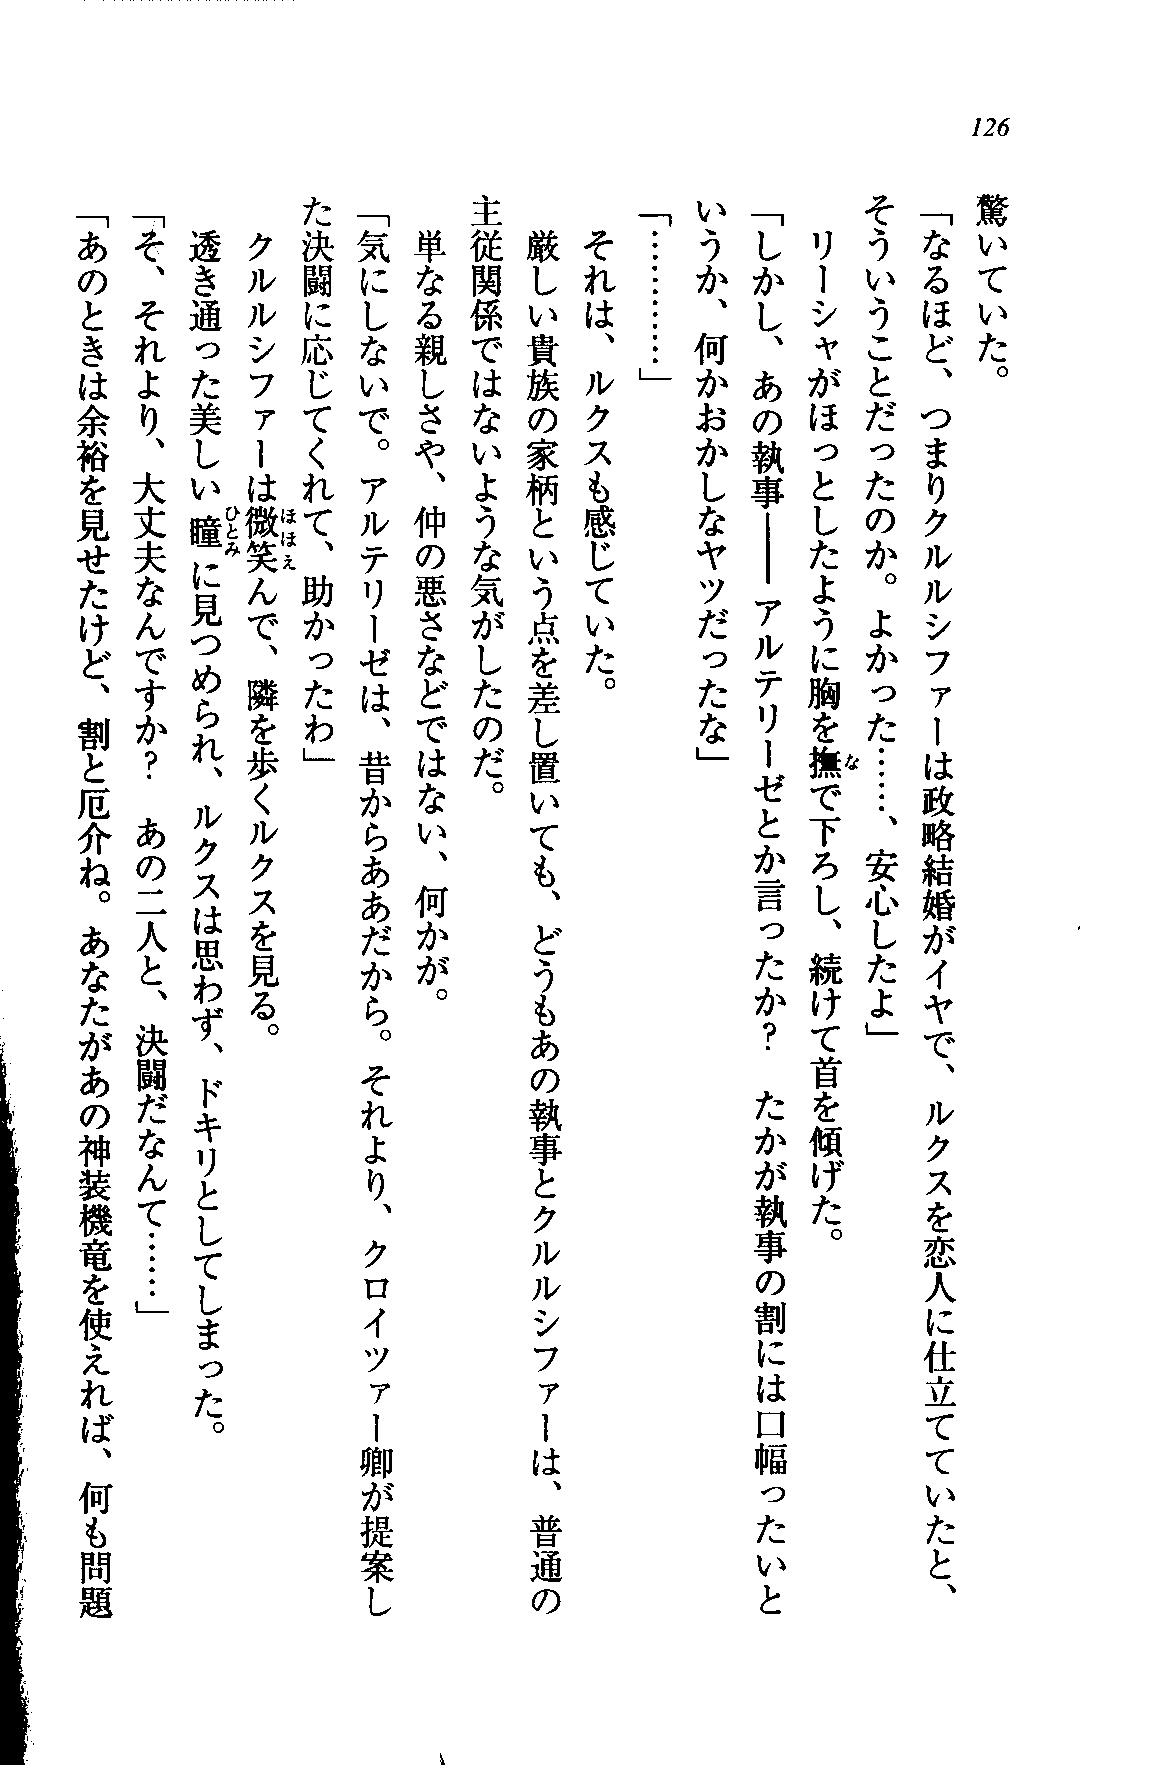 126
驚いていた。
「なるほど、つまりクルルシファーは政略結婚がイヤで、ルクスを恋人に仕立てていたと、
そういうことだったのか。よかった……、安心したよ」
　リーシャがほっとしたように胸を撫で下ろし、続けて首を傾げた。
「しかし、あの執事――アルテリーゼとか言ったか？　たかが執事の割には口幅ったいと
いうか、何かおかしなヤツだったな」
「…………」
　それは、ルクスも感じていた。
　厳しい貴族の家柄という点を差し置いても、どうもあの執事とクルルシファーは、普通の
主従関係ではないような気がしたのだ。
　単なる親しさや、仲の悪さなどではない、何かが。
「気にしないで。アルテリーゼは、昔からああだから。それより、クロイツァー卿が提案し
た決闘に応じてくれて、助かったわ」
　クルルシファーは微笑んで、隣を歩くルクスを見る。
　透き通った美しい瞳に見つめられ、ルクスは思わず、ドキリとしてしまった。
「そ、それより、大丈夫なんですか？　あの二人と、決闘だなんて……」
「あのときは余裕を見せたけど、割と厄介ね。あなたがあの神装機竜を使えれば、何も問題